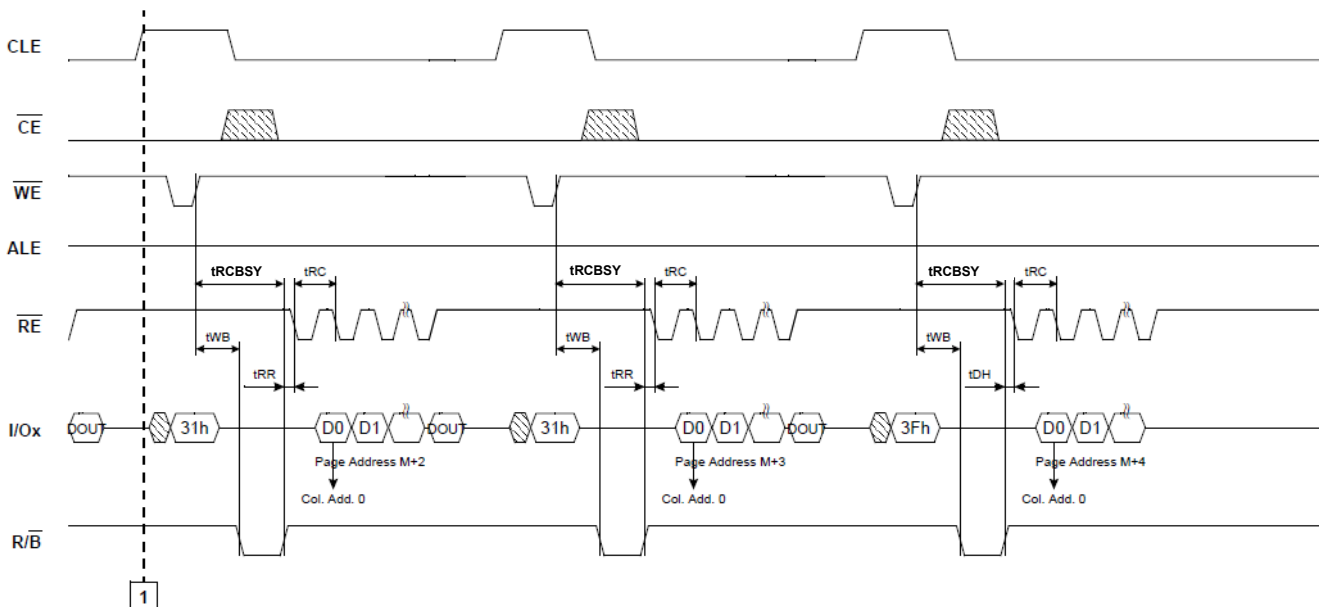 CLE
CE
WE
ALE
tRCBSY tRC tRCBSY tRC tRCBSY tRC
RE
tWB tWB tWB
tRR tRR tDH
I/Ox DOUT 31h D0 D1 DOUT 31h D0 D1 DOUT 3Fh D0 D1
Page Address M+2 Page Address M+3 Page Address M+4
Col. Add. 0 Col. Add. 0 Col. Add. 0
R/B
1